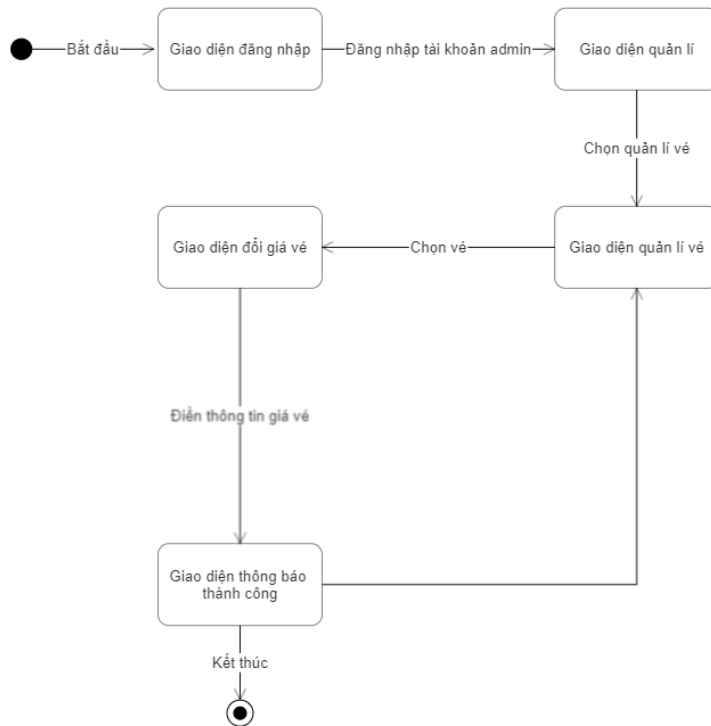 Bắt đầu
Giao diện đăng nhập
Đăng nhập tài khoản admin
Giao diện quản lí
Chọn quản lí vé
Giao diện quản lí vé
Chọn vé
Giao diện đổi giá vé
Điền thông tin giá vé
Giao diện thông báo
thành công
Kết thúc